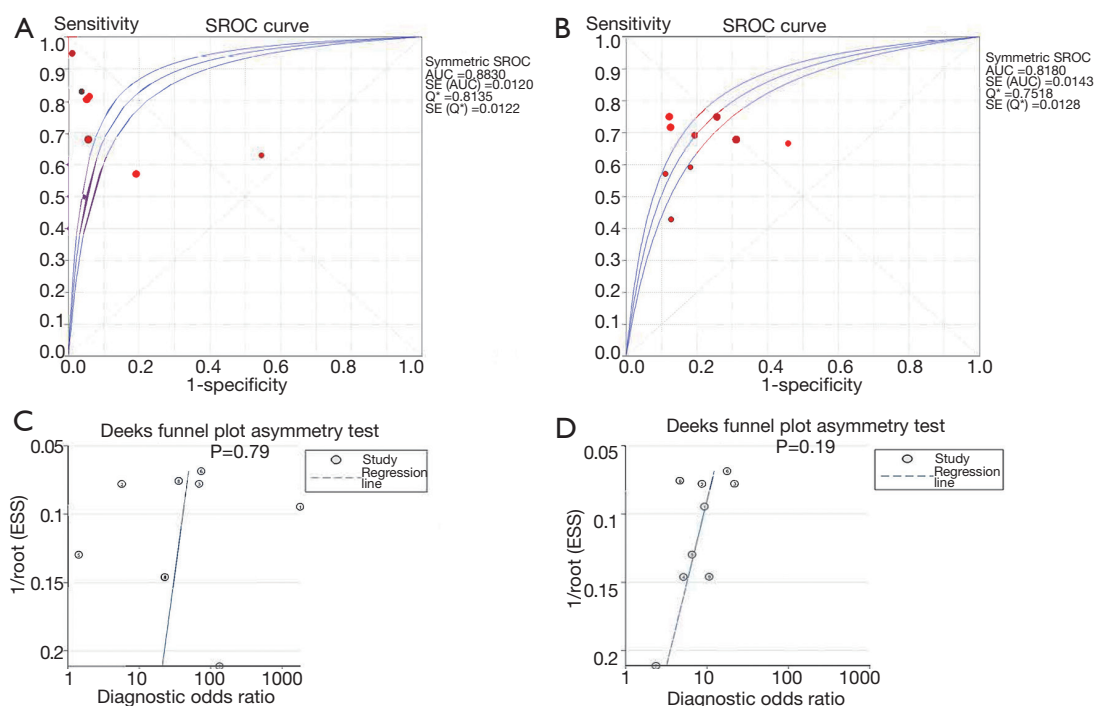 A
Sensitivity
SROC curve
1.0
0.9
0.8
0.7
0.6
0.5
0.4
0.3
0.2
0.1
0.0
0.0 0.2 0.4 0.6 0.8 1.0
1-specificity
Symmetric SROC
AUC =0.8830
SE (AUC) =0.0120
Q* =0.8135
SE (Q*) =0.0122
B
Sensitivity
SROC curve
1.0
0.9
0.8
0.7
0.6
0.5
0.4
0.3
0.2
0.1
0.0
0.0 0.2 0.4 0.6 0.8 1.0
1-specificity
Symmetric SROC
AUC =0.8180
SE (AUC) =0.0143
Q* =0.7518
SE (Q*) =0.0128
C
Deeks funnel plot asymmetry test
P=0.79
Study
Regression
line
1/root (ESS)
0.05
0.1
0.15
0.2
1 10 100 1000
Diagnostic odds ratio
D
Deeks funnel plot asymmetry test
P=0.19
Study
Regression
line
1/root (ESS)
0.05
0.1
0.15
0.2
1 10 100 1000
Diagnostic odds ratio